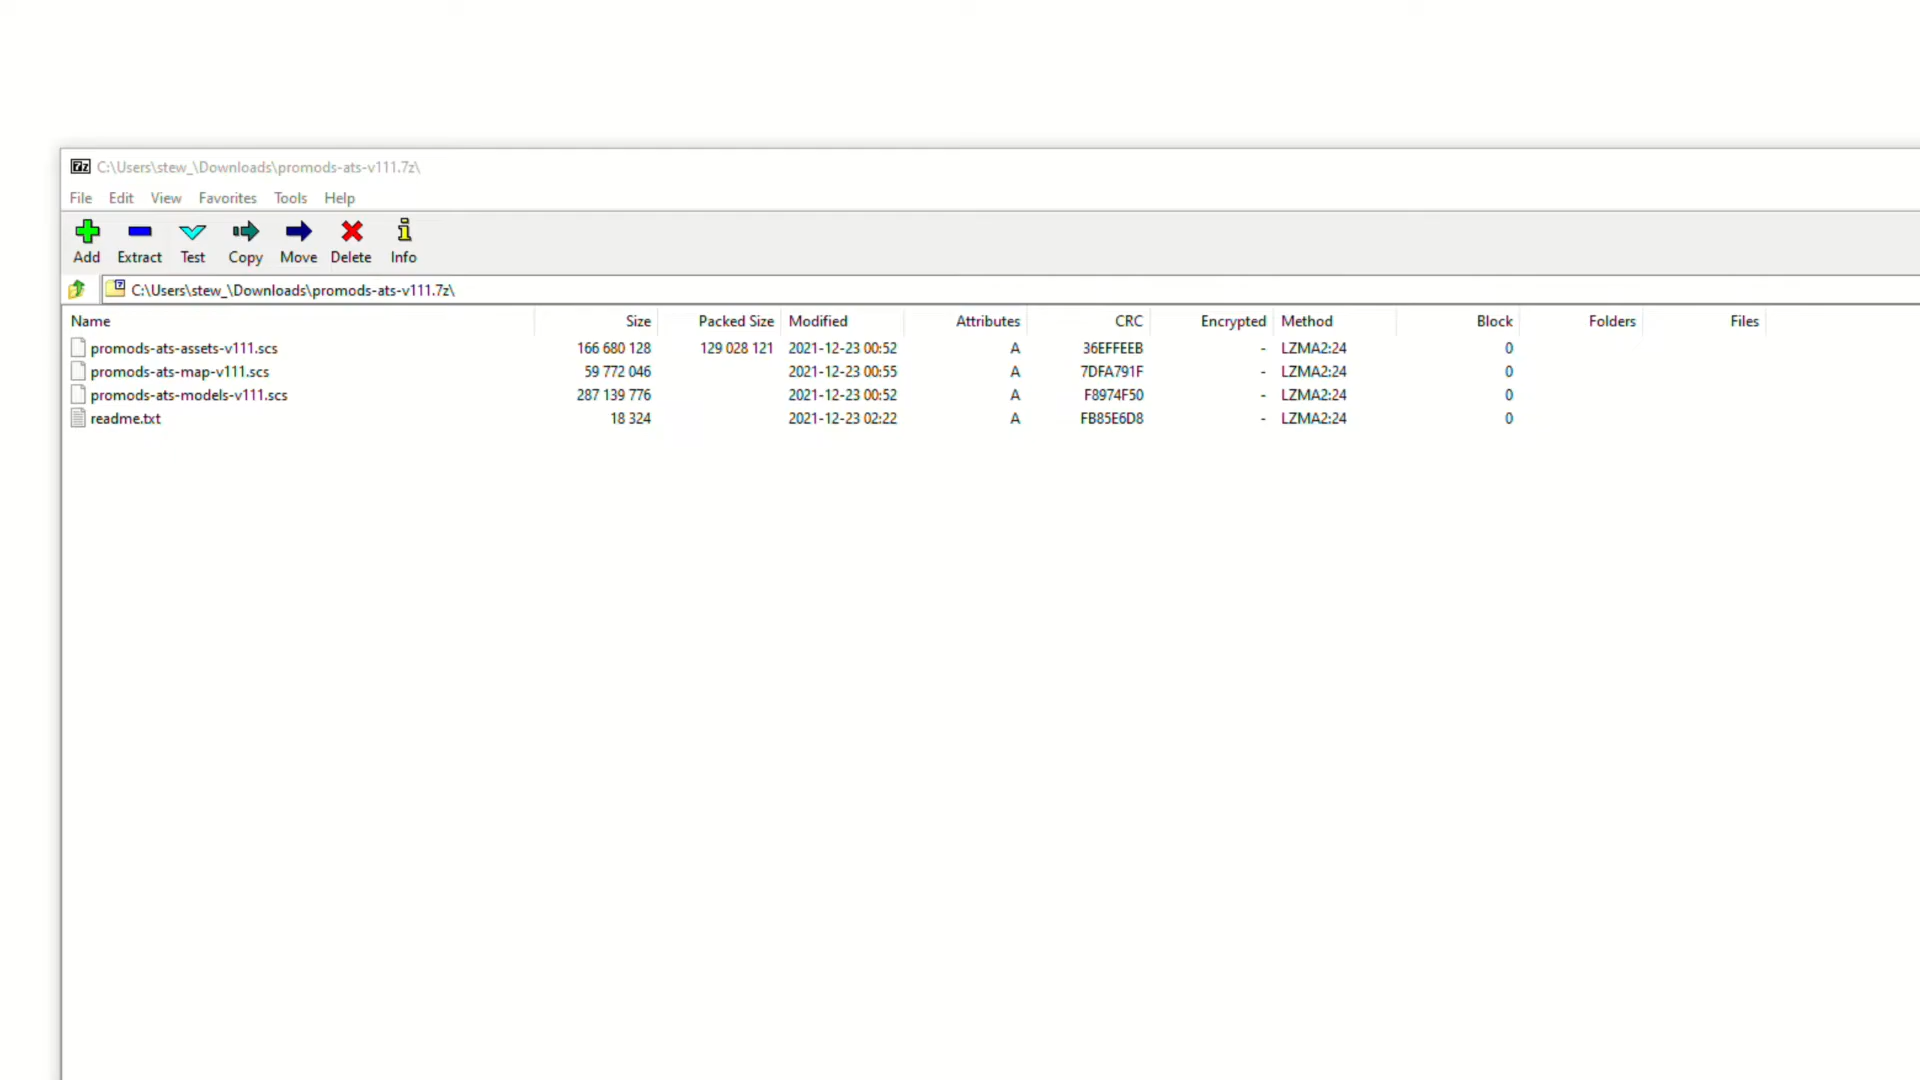 C:\Users\stew_\Downloads\promods-ats-v111.7z\
File Edit View Favorites Tools Help
Add Extract Test Copy Move Delete Info
C:\Users\stew_\Downloads\promods-ats-v111.7z\
Name Size Packed Size Modified Attributes CRC Encrypted Method Block Folders Files
promods-ats-assets-v111.scs 166 680 128 129 028 121 2021-12-23 00:52 A 36EFFEEB - LZMA2:24 0
promods-ats-map-v111.scs 59 772 046 2021-12-23 00:55 A 7DFA791F - LZMA2:24 0
promods-ats-models-v111.scs 287 139 776 2021-12-23 00:52 A F8974F50 - LZMA2:24 0
readme.txt 18 324 2021-12-23 02:22 A FB85E6D8 - LZMA2:24 0